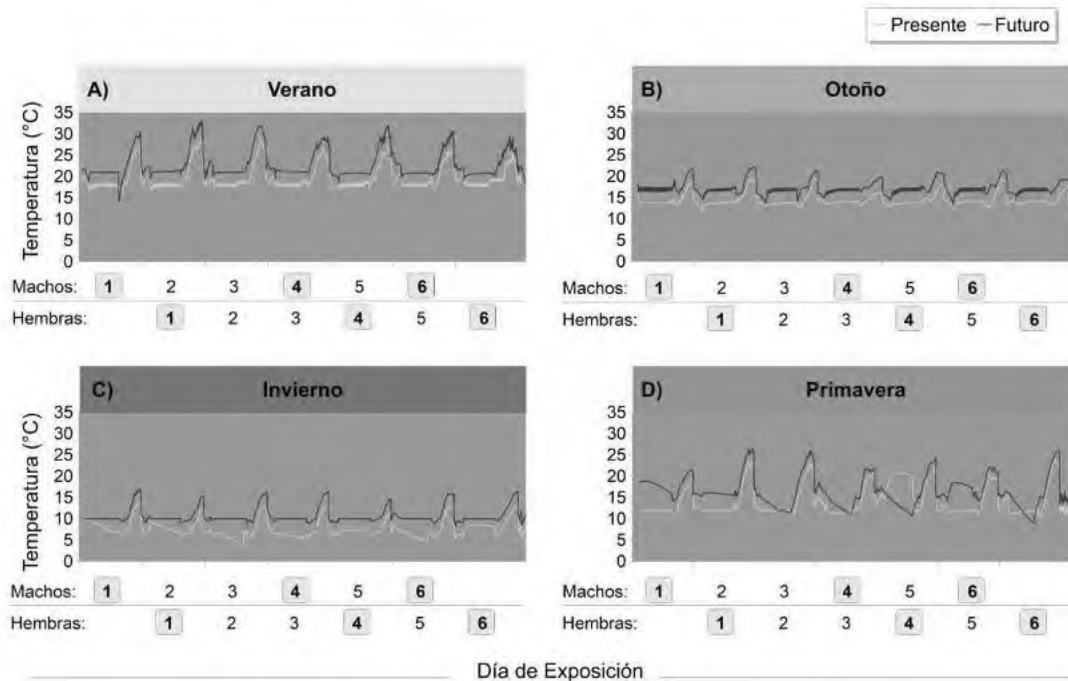 Presente Futuro
A) Verano
B) Otoño
Temperatura (°C)
35
30
25
20
15
10
5
0
35
30
25
20
15
10
5
0
Machos: 1 2 3 4 5 6
Hembras: 1 2 3 4 5 6
Machos: 1 2 3 4 5 6
Hembras: 1 2 3 4 5 6
C) Invierno
D) Primavera
Temperatura (°C)
35
30
25
20
15
10
5
0
35
30
25
20
15
10
5
0
Machos: 1 2 3 4 5 6
Hembras: 1 2 3 4 5 6
Machos: 1 2 3 4 5 6
Hembras: 1 2 3 4 5 6
Día de Exposición